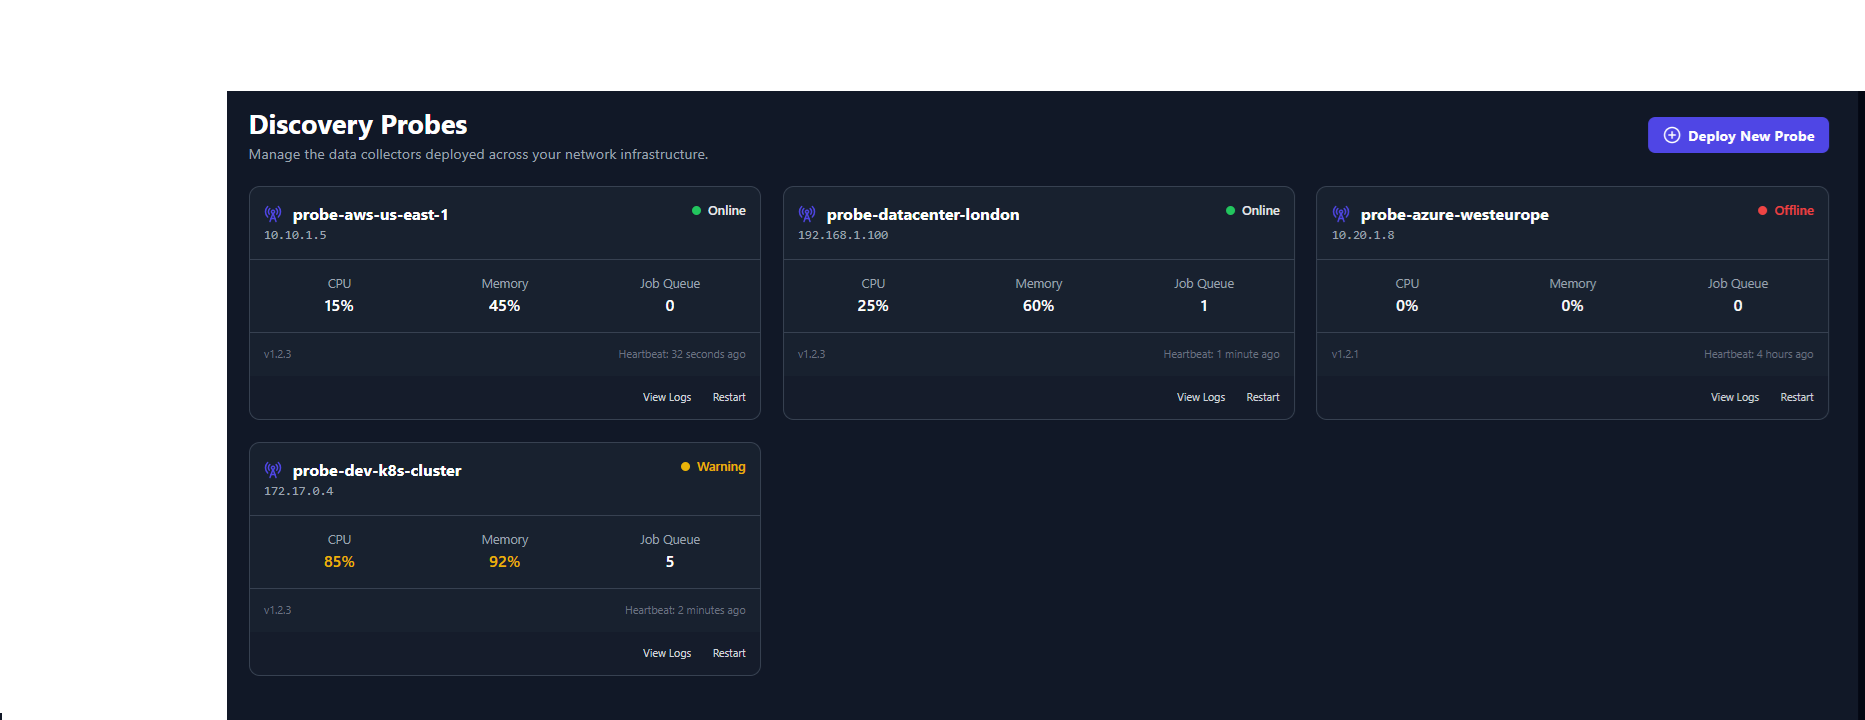 Discovery Probes
Manage the data collectors deployed across your network infrastructure.
Deploy New Probe
probe-aws-us-east-1
Online
10.10.1.5
CPU
Memory
Job Queue
15%
45%
0
v1.2.3
Heartbeat: 32 seconds ago
View Logs
Restart
probe-datacenter-london
Online
192.168.1.100
CPU
Memory
Job Queue
25%
60%
1
v1.2.3
Heartbeat: 1 minute ago
View Logs
Restart
probe-azure-westeurope
Offline
10.20.1.8
CPU
Memory
Job Queue
0%
0%
0
v1.2.1
Heartbeat: 4 hours ago
View Logs
Restart
probe-dev-k8s-cluster
Warning
172.17.0.4
CPU
Memory
Job Queue
85%
92%
5
v1.2.3
Heartbeat: 2 minutes ago
View Logs
Restart